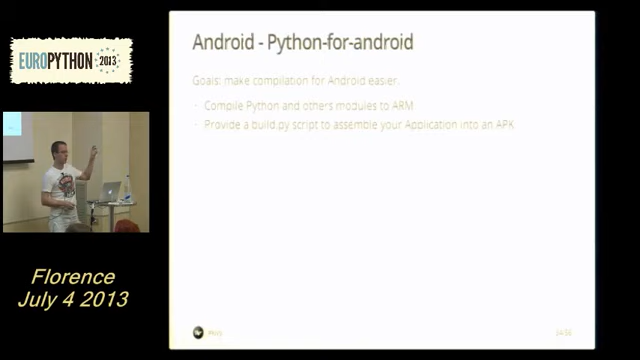 EUROPYTHON 2013
Florence
July 4 2013
Android - Python-for-android
Goals: make compilation for Android easier.
· Compile Python and others modules to ARM
· Provide a build.py script to assemble your Application into an APK